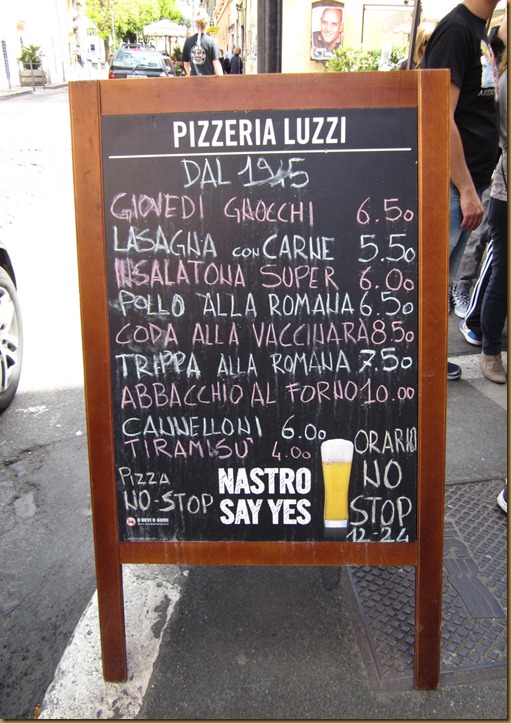 PIZZERIA LUZZI
DAL 1945
GIOVEDI GNOCCHI 6.50
LASAGNA con CARNE 5.50
INSALATONA SUPER 6.00
POLLO ALLA ROMANA 6.50
CODA ALLA VACCINARA 8.50
TRIPPA ALLA ROMANA 7.50
ABBACCHIO AL FORNO 10.00
CANNELLONI 6.00
TIRAMISU' 4.00
PIZZA
NO-STOP
NASTRO
SAY YES
ORARIO
NO
STOP
12-24
O BEVI O GUIDI